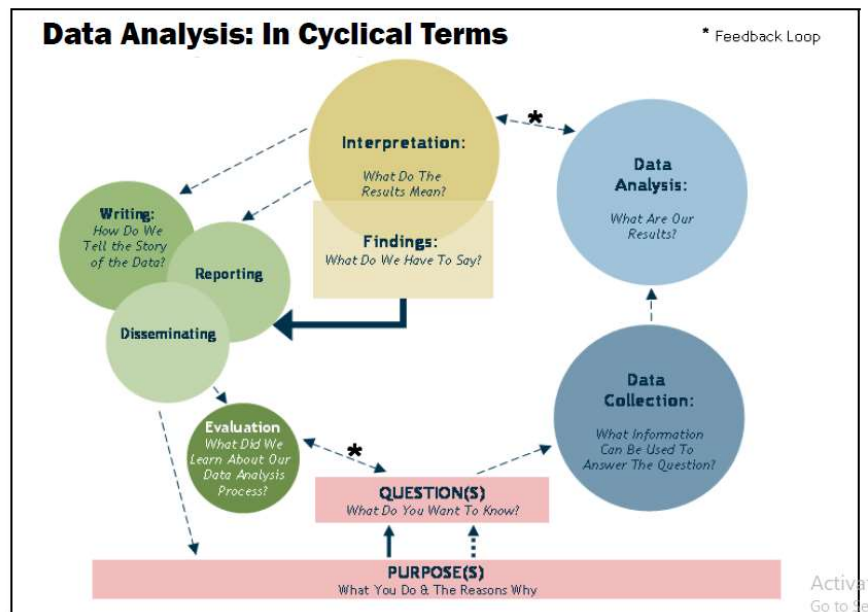 Data Analysis: In Cyclical Terms
* Feedback Loop
*
Interpretation:
What Do The
Results Mean?
Findings:
What Do We Have To Say?
Data
Analysis:
What Are Our
Results?
Writing:
How Do We
Tell the Story
of the Data?
Reporting
Disseminating
Data
Collection:
What Information
Can Be Used To
Answer The Question?
Evaluation
What Did We
Learn About Our
Data Analysis
Process?
*
QUESTION(S)
What Do You Want To Know?
PURPOSE(S)
What You Do & The Reasons Why
Go to